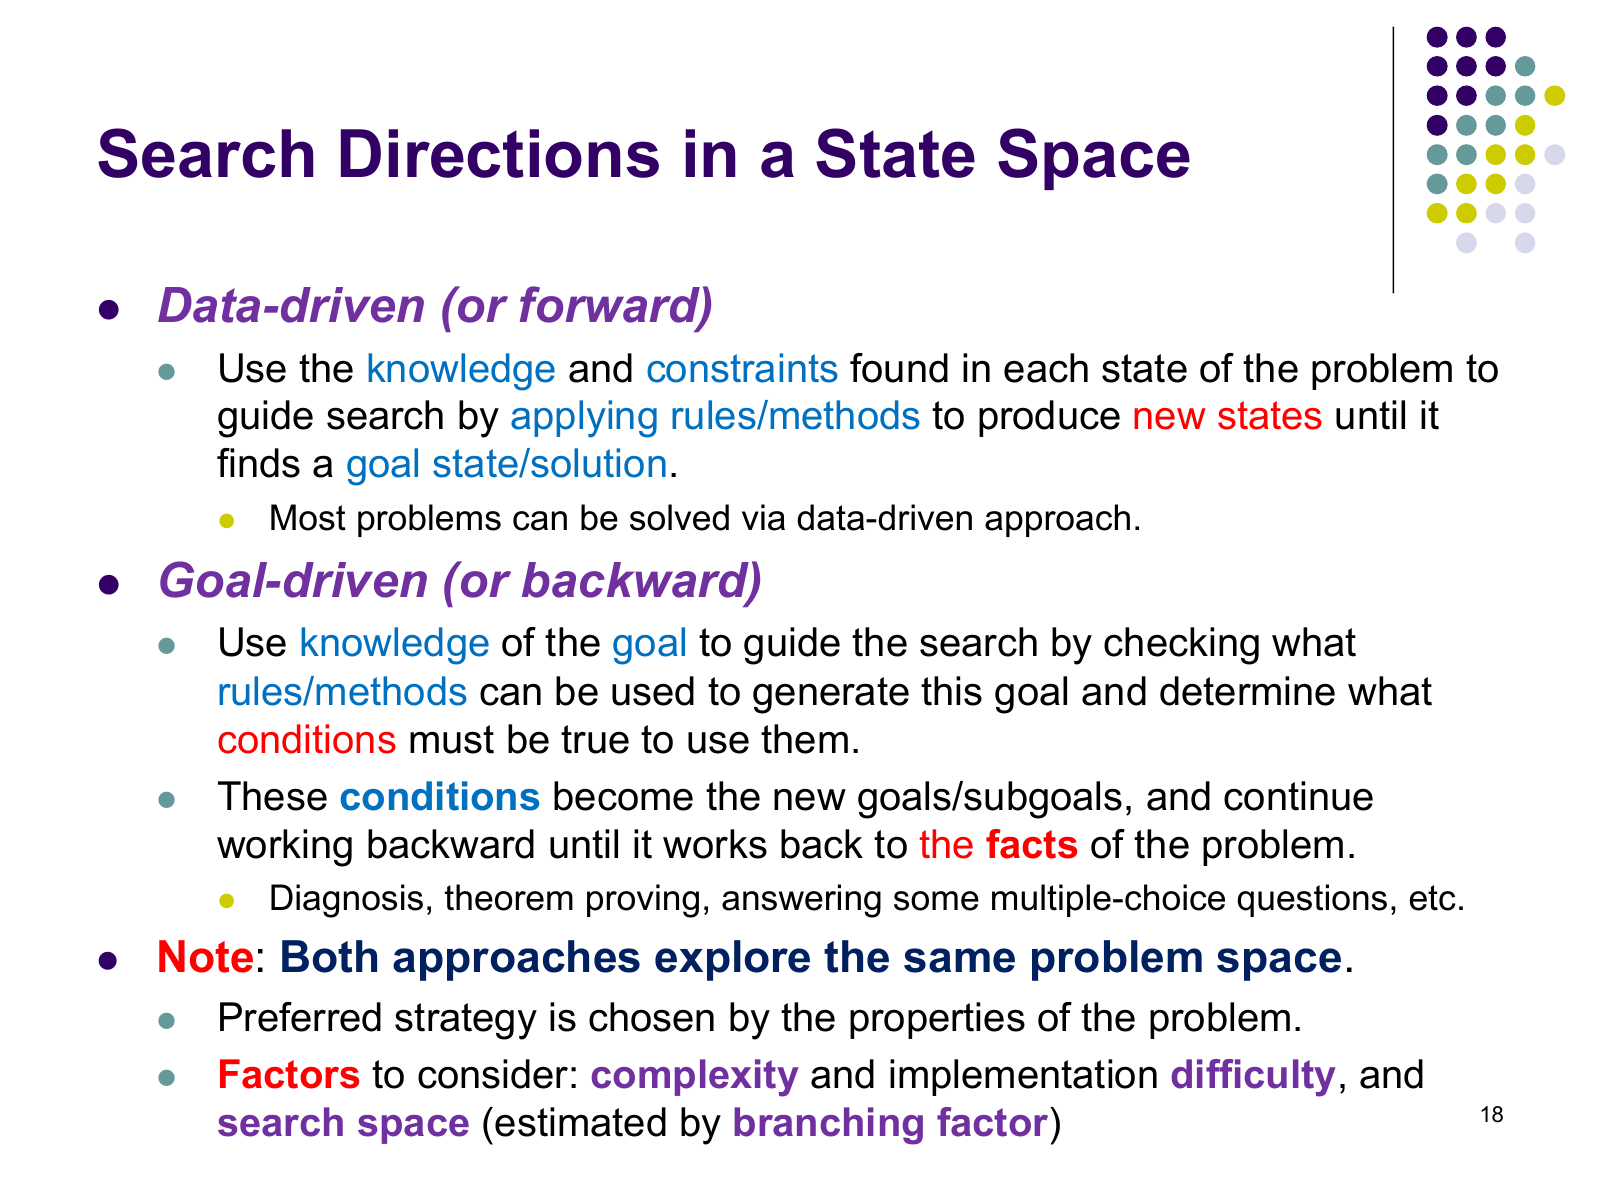 Search Directions in a State Space
Data-driven (or forward)
Use the knowledge and constraints found in each state of the problem to
guide search by applying rules/methods to produce new states until it
finds a goal state/solution.
Most problems can be solved via data-driven approach.
Goal-driven (or backward)
Use knowledge of the goal to guide the search by checking what
rules/methods can be used to generate this goal and determine what
conditions must be true to use them.
These conditions become the new goals/subgoals, and continue
working backward until it works back to the facts of the problem.
Diagnosis, theorem proving, answering some multiple-choice questions, etc.
Note: Both approaches explore the same problem space.
Preferred strategy is chosen by the properties of the problem.
Factors to consider: complexity and implementation difficulty, and
search space (estimated by branching factor)
18